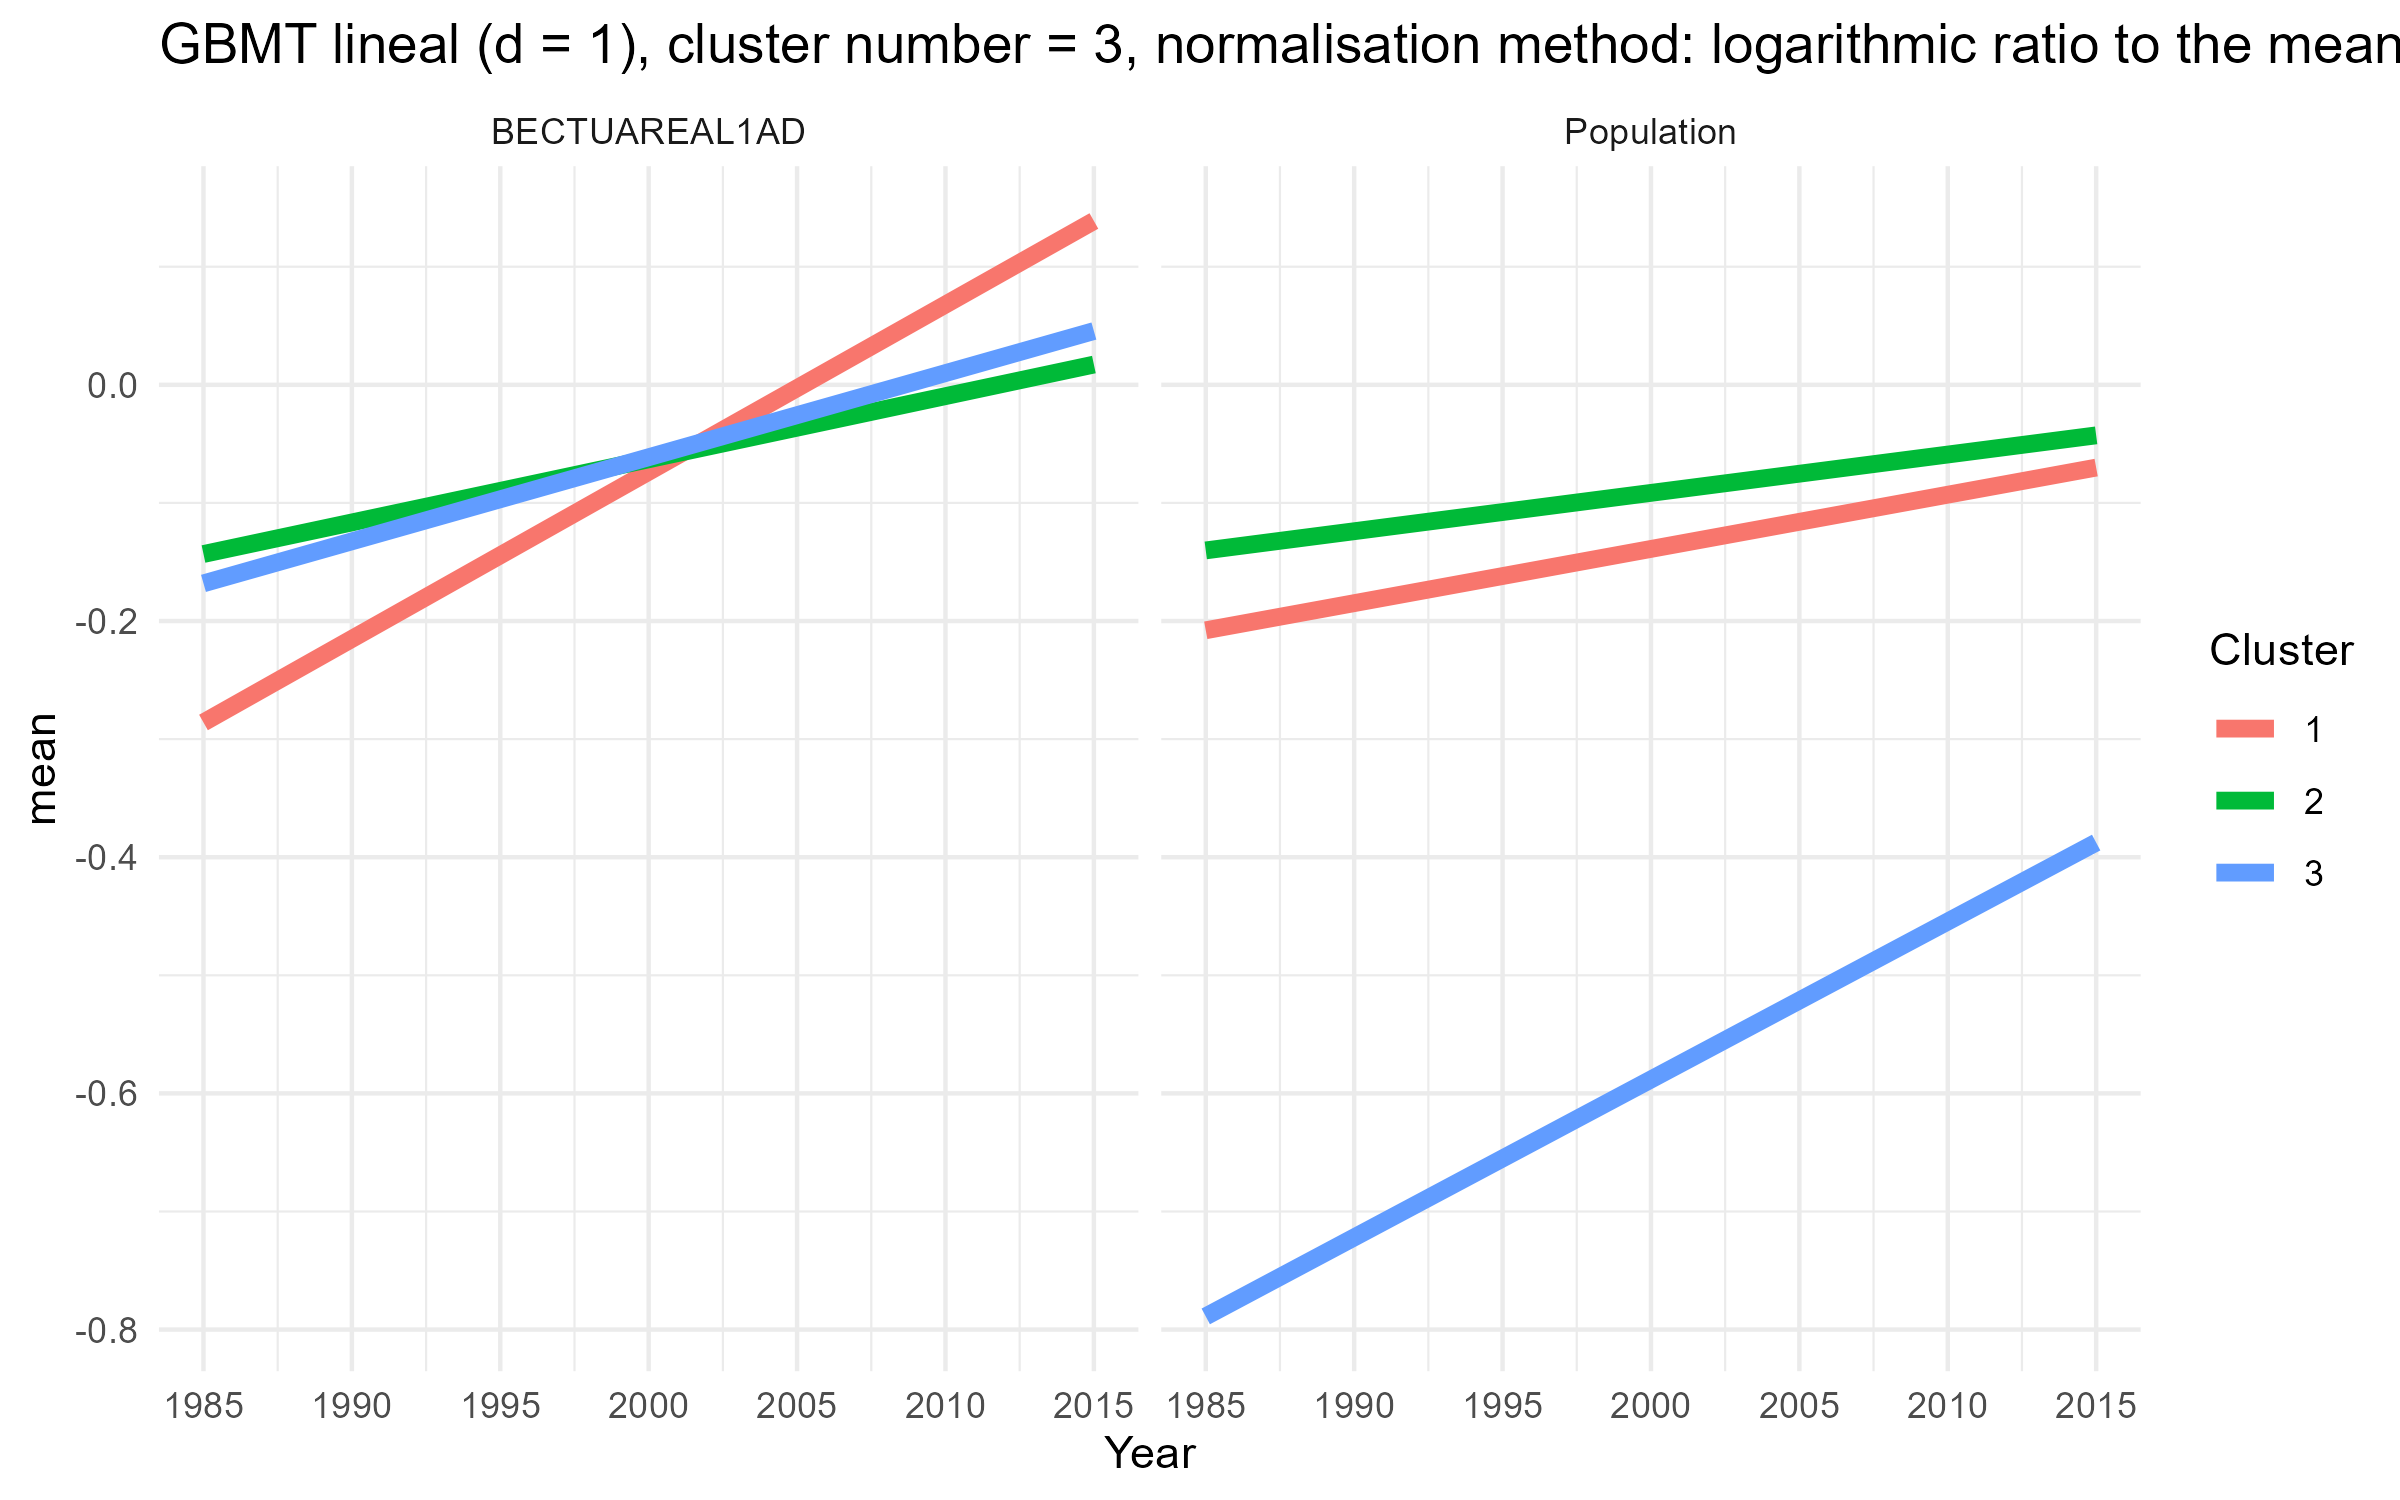 GBMT lineal (d = 1), cluster number = 3, normalisation method: logarithmic ratio to the mean
BECTUAREAL1AD
Population
0.0
-0.2
-0.4
-0.6
-0.8
mean
1985 1990 1995 2000 2005 2010 2015
1985 1990 1995 2000 2005 2010 2015
Year
Cluster
1
2
3